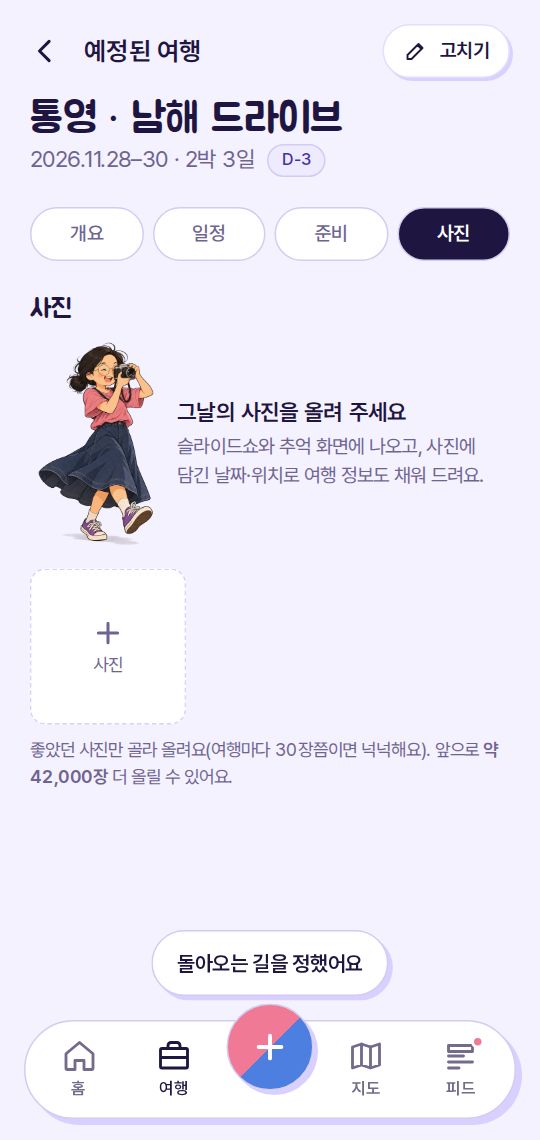 예정된 여행
고치기
통영 · 남해 드라이브
2026.11.28–30 · 2박 3일 D-3
개요 일정 준비 사진
사진
그날의 사진을 올려 주세요
슬라이드쇼와 추억 화면에 나오고, 사진에
담긴 날짜·위치로 여행 정보도 채워 드려요.
사진
좋았던 사진만 골라 올려요(여행마다 30장쯤이면 넉넉해요). 앞으로 약
42,000장 더 올릴 수 있어요.
돌아오는 길을 정했어요
홈 여행 지도 피드